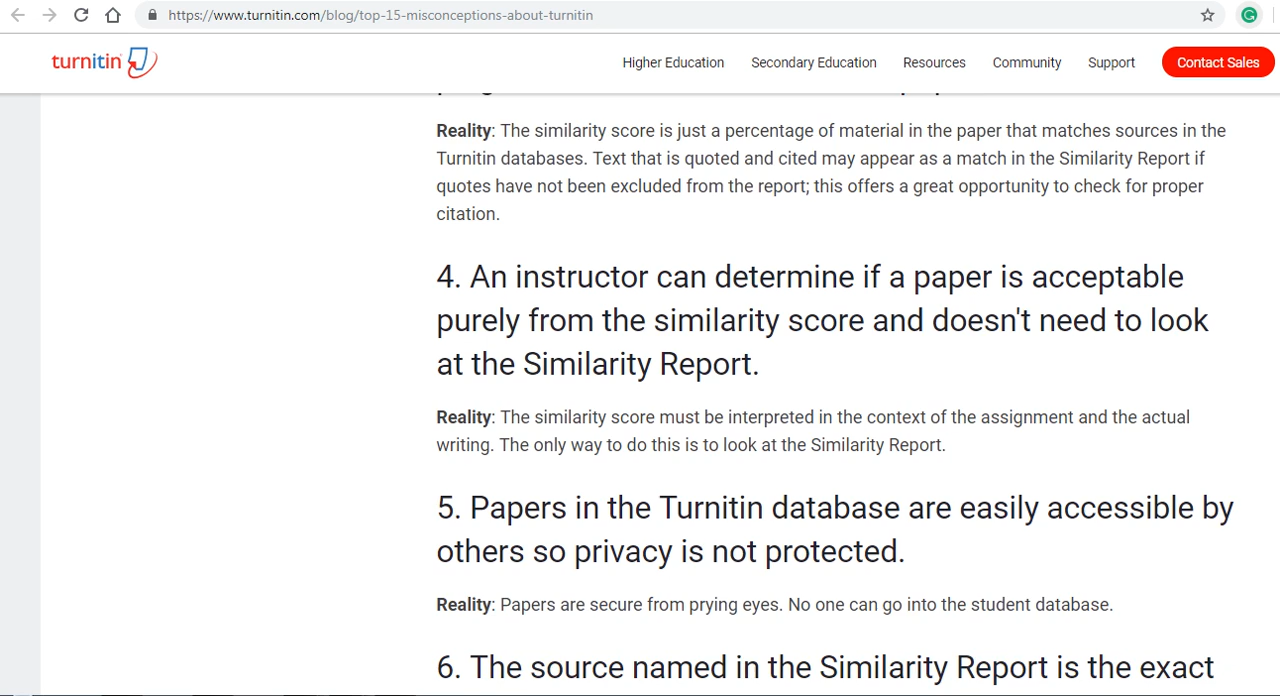 https://www.turnitin.com/blog/top-15-misconceptions-about-turnitin
turnitin
Higher Education
Secondary Education
Resources
Community
Support
Contact Sales
Reality: The similarity score is just a percentage of material in the paper that matches sources in the
Turnitin databases. Text that is quoted and cited may appear as a match in the Similarity Report if
quotes have not been excluded from the report; this offers a great opportunity to check for proper
citation.
4. An instructor can determine if a paper is acceptable
purely from the similarity score and doesn't need to look
at the Similarity Report.
Reality: The similarity score must be interpreted in the context of the assignment and the actual
writing. The only way to do this is to look at the Similarity Report.
5. Papers in the Turnitin database are easily accessible by
others so privacy is not protected.
Reality: Papers are secure from prying eyes. No one can go into the student database.
6. The source named in the Similarity Report is the exact